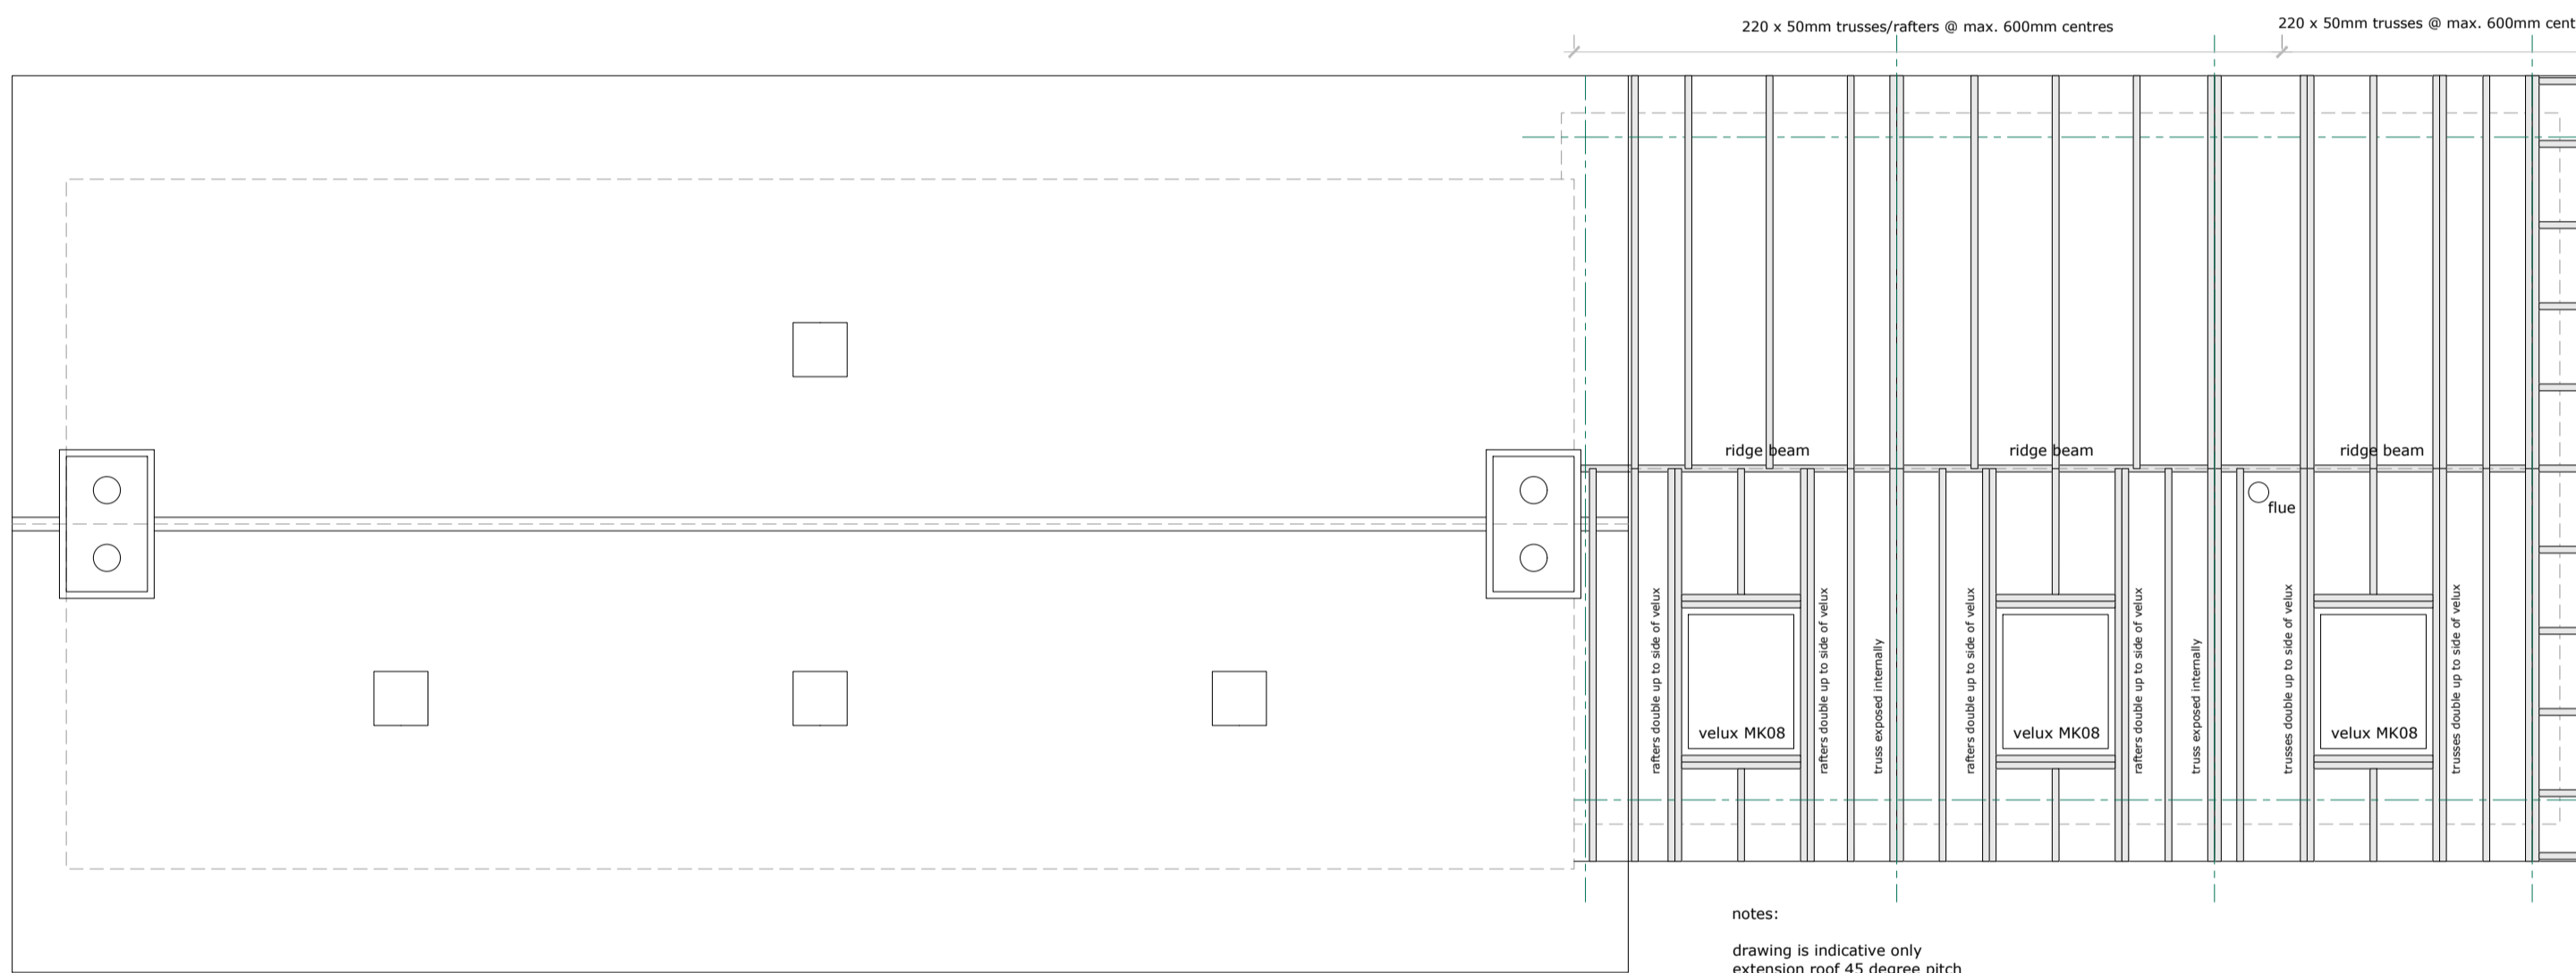 220 x 50mm trusses/rafters @ max. 600mm centres
220 x 50mm trusses @ max. 600mm cent
ridge beam
ridge beam
ridge beam
flue
rafters double up to side of velux
rafters double up to side of velux
truss exposed internally
rafters double up to side of velux
rafters double up to side of velux
truss exposed internally
trusses double up to side of velux
trusses double up to side of velux
velux MK08
velux MK08
velux MK08
notes:
drawing is indicative only
extension roof 45 degree pitch